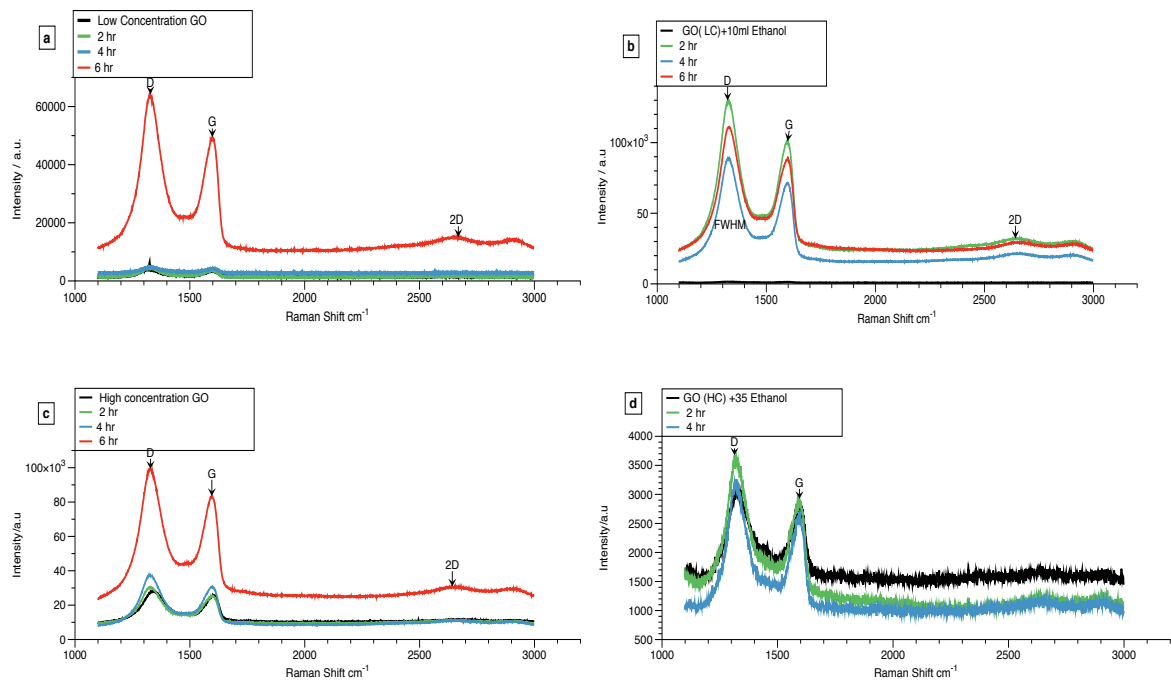 a
Low Concentration GO
2 hr
4 hr
6 hr
D
G
2D
60000
40000
20000
0
Intensity / a.u.
1000
1500
2000
2500
3000
Raman Shift cm-1
b
GO( LC)+10ml Ethanol
2 hr
4 hr
6 hr
D
G
FWHM
2D
100×10³
50
0
Intensity / a.u
1000
1500
2000
2500
3000
Raman Shift cm-1
c
High concentration GO
2 hr
4 hr
6 hr
D
G
2D
100×10³
80
60
40
20
0
Intensity/a.u
1000
1500
2000
2500
3000
Raman Shift cm-1
d
GO (HC) +35 Ethanol
2 hr
4 hr
D
G
4000
3500
3000
2500
2000
1500
1000
500
Intensity/a.u
1000
1500
2000
2500
3000
Raman Shift cm-1